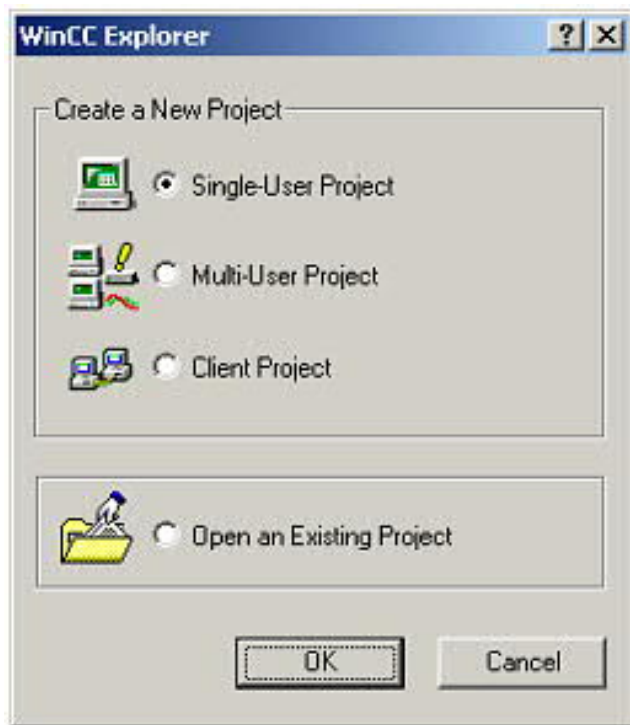 WinCC Explorer
Create a New Project
Single-User Project
Multi-User Project
Client Project
Open an Existing Project
OK
Cancel